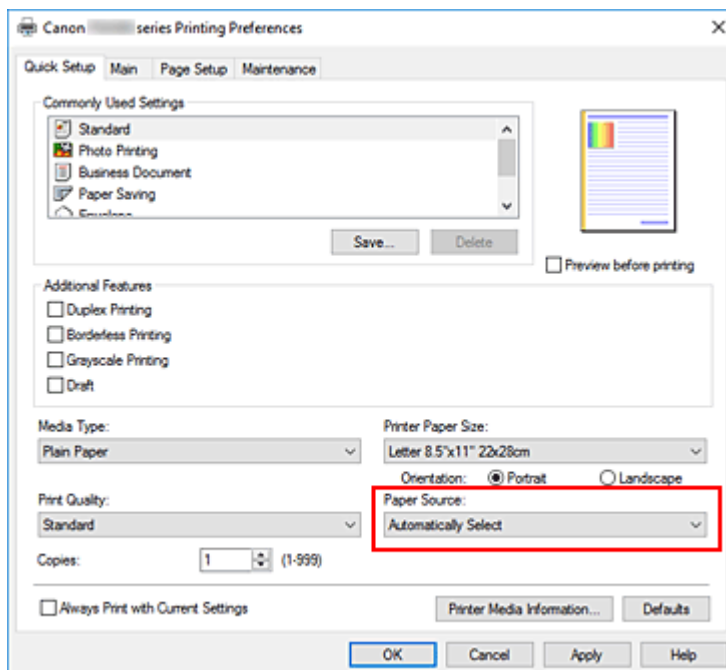 Canon series Printing Preferences
Quick Setup Main Page Setup Maintenance
Commonly Used Settings
Standard
Photo Printing
Business Document
Paper Saving
Envelope
Save... Delete
Preview before printing
Additional Features
Duplex Printing
Borderless Printing
Grayscale Printing
Draft
Media Type: Printer Paper Size:
Plain Paper Letter 8.5"x11" 22x28cm
Orientation: Portrait Landscape
Print Quality: Paper Source:
Standard Automatically Select
Copies: 1 (1-999)
Always Print with Current Settings Printer Media Information... Defaults
OK Cancel Apply Help